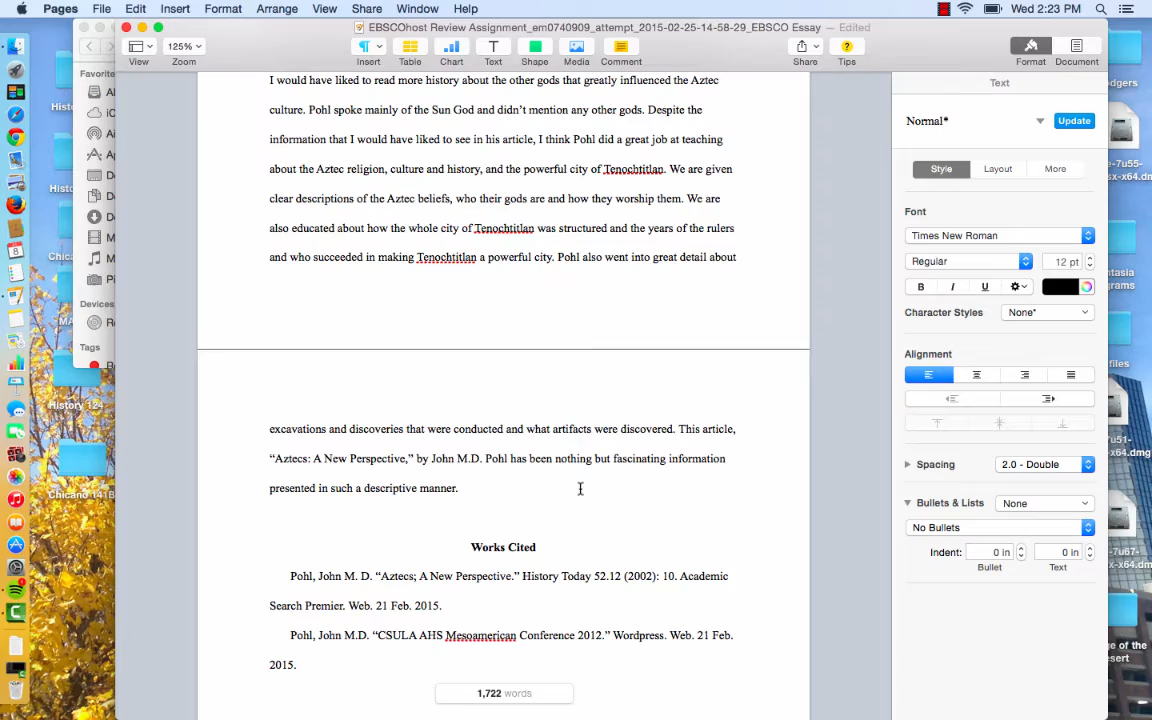 Pages File Edit Insert Format Arrange View Share Window Help Wed 2:23 PM
EBSCOhost Review Assignment_em0740909_attempt_2015-02-25-14-58-29_EBSCO Essay — Edited
125%
View Zoom Insert Table Chart Text Shape Media Comment Share Tips Format Document
Favorite
Devices
Tags
History 124
Chicano 141B
I would have liked to read more history about the other gods that greatly influenced the Aztec
culture. Pohl spoke mainly of the Sun God and didn't mention any other gods. Despite the
information that I would have liked to see in his article, I think Pohl did a great job at teaching
about the Aztec religion, culture and history, and the powerful city of Tenochtitlan. We are given
clear descriptions of the Aztec beliefs, who their gods are and how they worship them. We are
also educated about how the whole city of Tenochtitlan was structured and the years of the rulers
and who succeeded in making Tenochtitlan a powerful city. Pohl also went into great detail about
excavations and discoveries that were conducted and what artifacts were discovered. This article,
“Aztecs: A New Perspective,” by John M.D. Pohl has been nothing but fascinating information
presented in such a descriptive manner.
Works Cited
Pohl, John M. D. “Aztecs; A New Perspective.” History Today 52.12 (2002): 10. Academic
Search Premier. Web. 21 Feb. 2015.
Pohl, John M.D. “CSULA AHS Mesoamerican Conference 2012.” Wordpress. Web. 21 Feb.
2015.
1,722 words
Text
Normal* Update
Style Layout More
Font
Times New Roman
Regular 12 pt
B I U
Character Styles None*
Alignment
Spacing 2.0 - Double
Bullets & Lists None
No Bullets
Indent: 0 in 0 in
Bullet Text